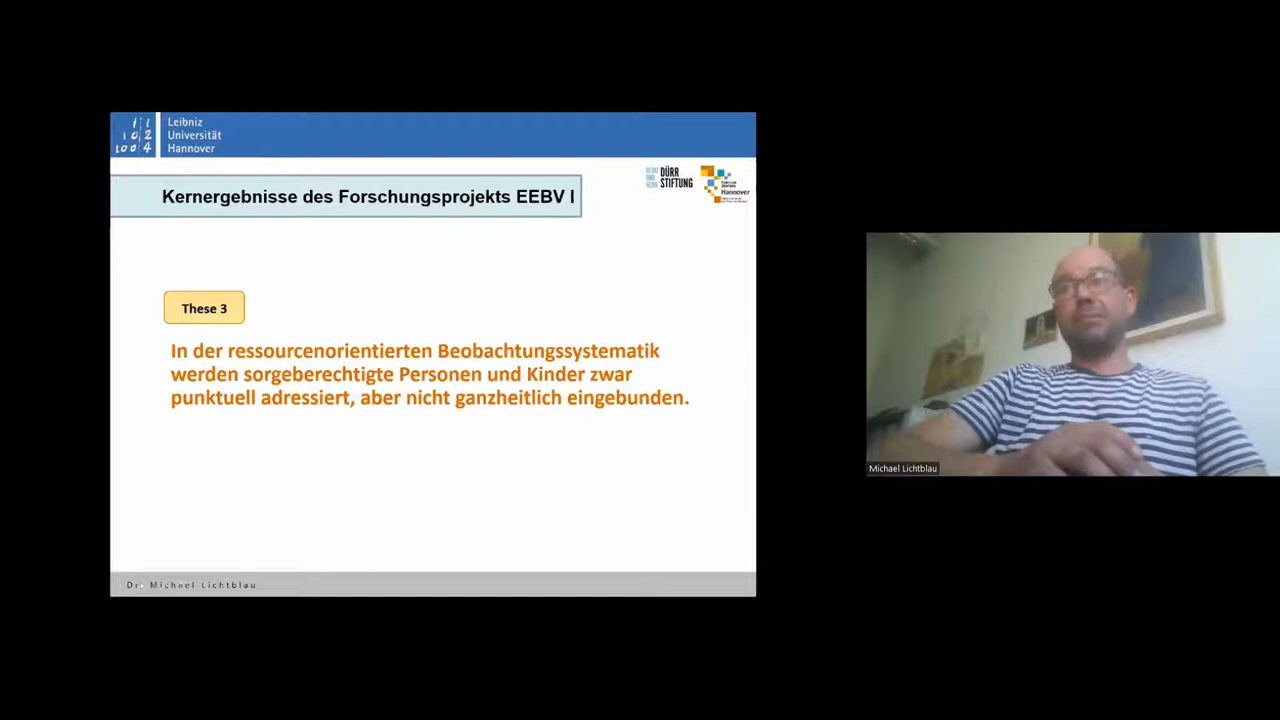 Leibniz
Universität
Hannover
Kernergebnisse des Forschungsprojekts EEBV I
DÜRR
STIFTUNG
Hannover
These 3
In der ressourcenorientierten Beobachtungssystematik
werden sorgeberechtigte Personen und Kinder zwar
punktuell adressiert, aber nicht ganzheitlich eingebunden.
Michael Lichtblau
Dr. Michael Lichtblau